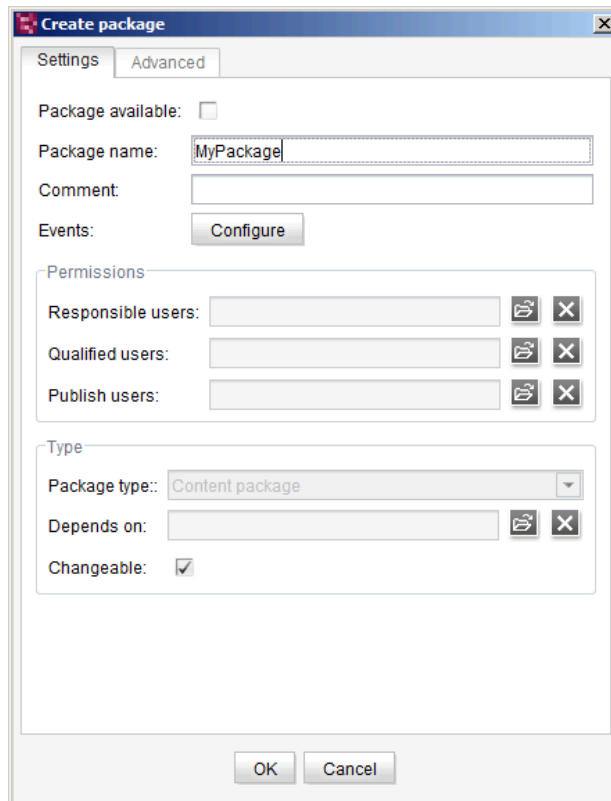 Create package
Settings Advanced
Package available:
Package name: MyPackage
Comment:
Events: Configure
Permissions
Responsible users:
Qualified users:
Publish users:
Type
Package type:: Content package
Depends on:
Changeable:
OK Cancel